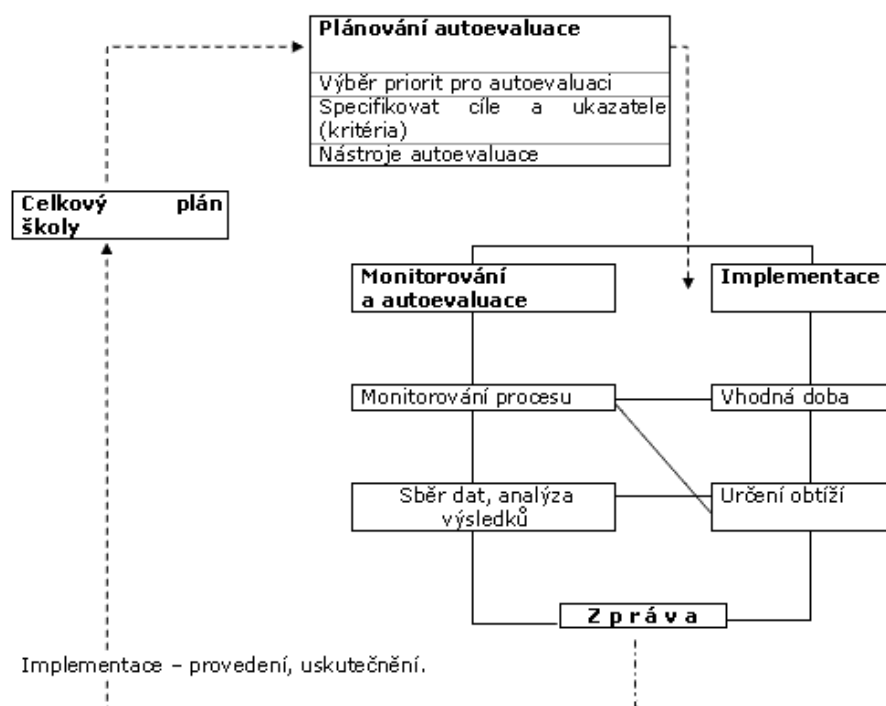 Plánování autoevaluace
Výběr priorit pro autoevaluaci
Specifikovat cíle a ukazatele
(kritéria)
Nástroje autoevaluace
Celkový plán
školy
Monitorování
a autoevaluace
Implementace
Monitorování procesu
Vhodná doba
Sběr dat, analýza
výsledků
Určení obtíží
Zpráva
Implementace – provedení, uskutečnění.